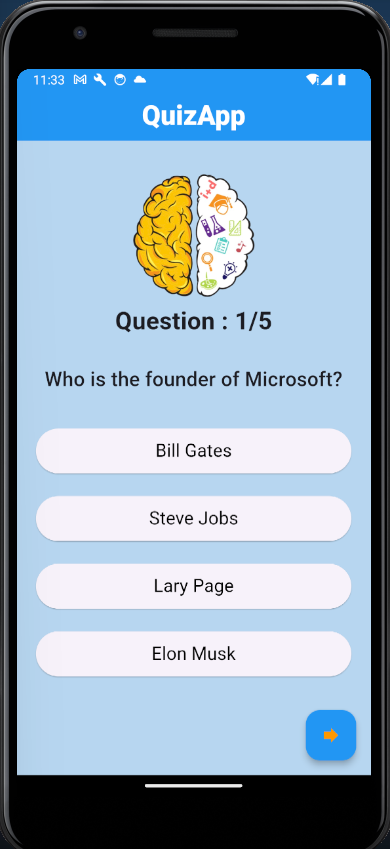 11:33
QuizApp
i+d
Question : 1/5
Who is the founder of Microsoft?
Bill Gates
Steve Jobs
Lary Page
Elon Musk